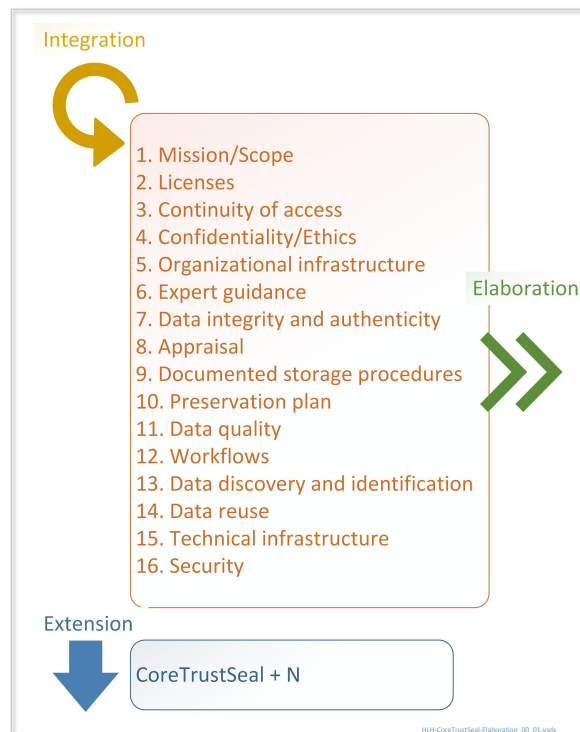 Integration
1. Mission/Scope
2. Licenses
3. Continuity of access
4. Confidentiality/Ethics
5. Organizational infrastructure
6. Expert guidance
Elaboration
7. Data integrity and authenticity
8. Appraisal
9. Documented storage procedures
10. Preservation plan
11. Data quality
12. Workflows
13. Data discovery and identification
14. Data reuse
15. Technical infrastructure
16. Security
Extension
CoreTrustSeal + N
HLH-CoreTrustSeal-Elaboration_00_01.vsdx